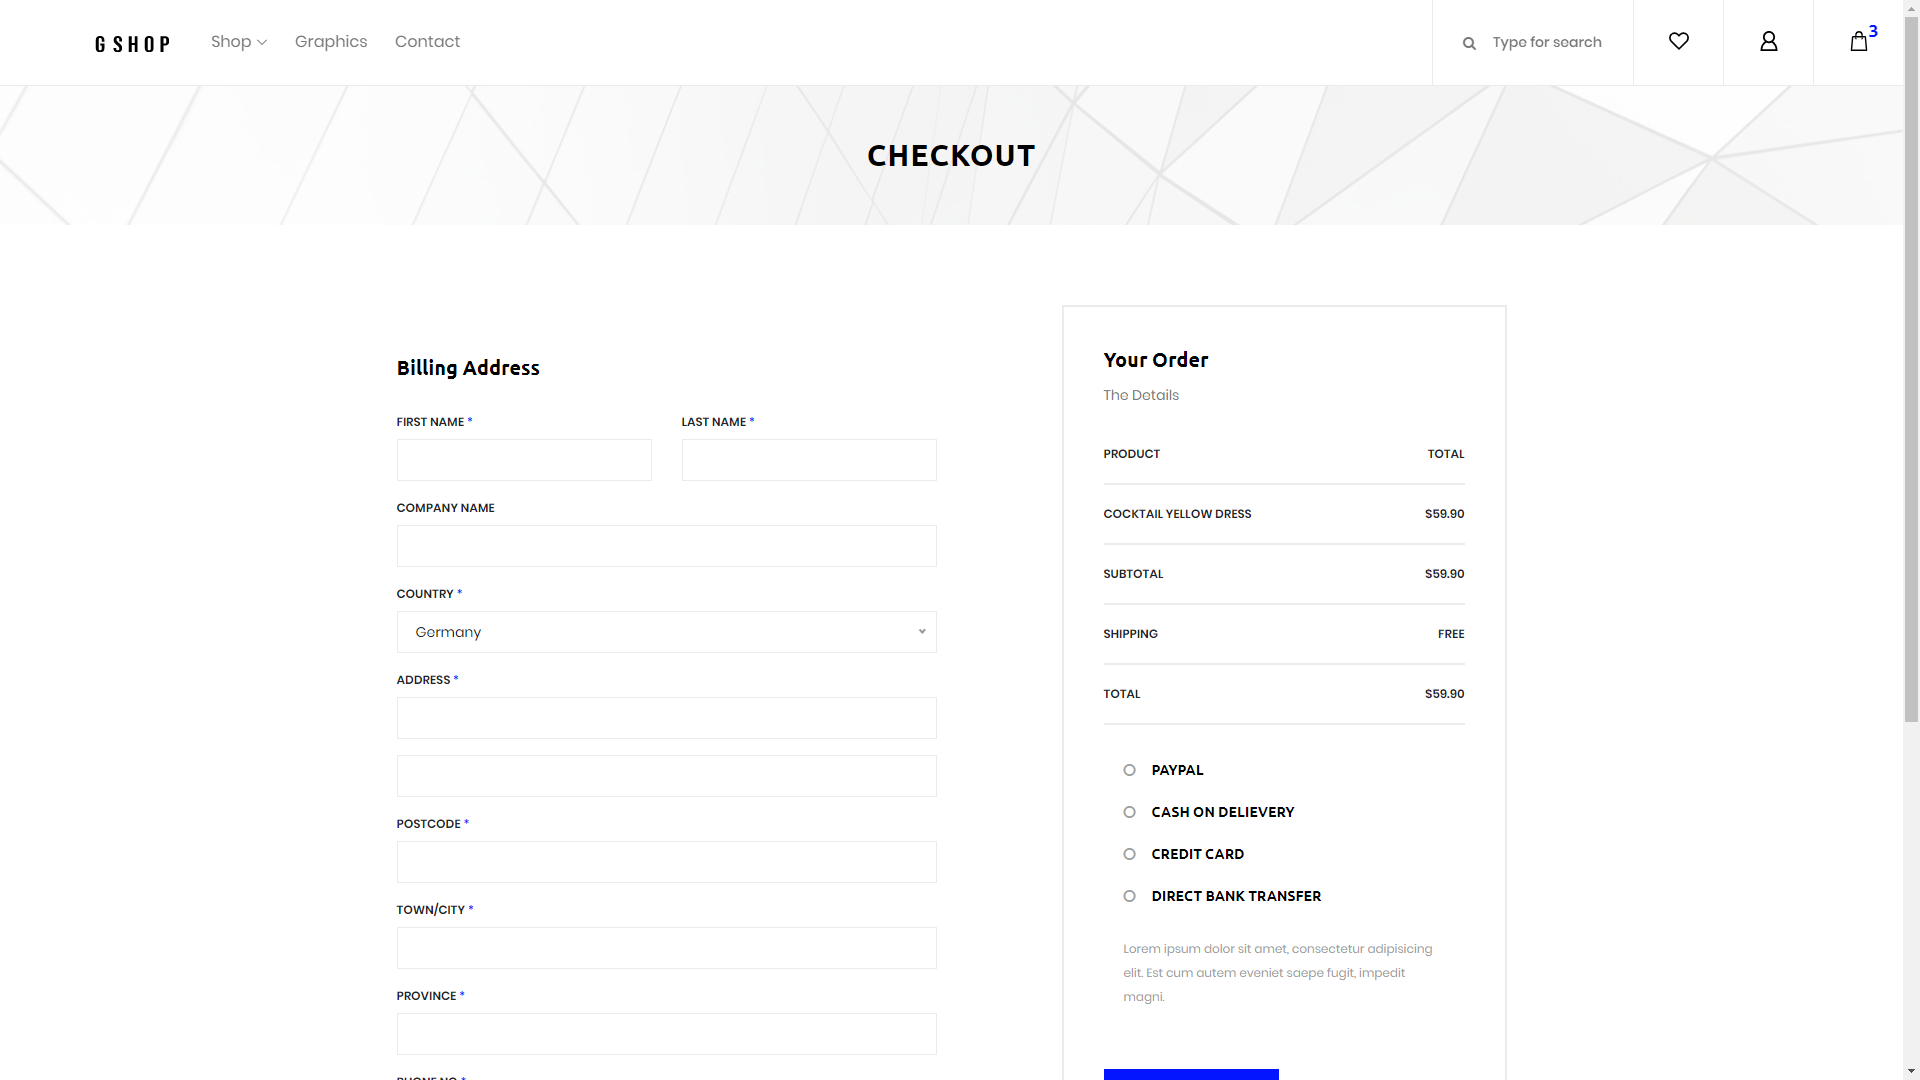 G SHOP
Shop
Graphics
Contact
Type for search
3
CHECKOUT
Billing Address
FIRST NAME *
LAST NAME *
COMPANY NAME
COUNTRY *
Germany
ADDRESS *
POSTCODE *
TOWN/CITY *
PROVINCE *
PHONE NO *
Your Order
The Details
PRODUCT TOTAL
COCKTAIL YELLOW DRESS $59.90
SUBTOTAL $59.90
SHIPPING FREE
TOTAL $59.90
PAYPAL
CASH ON DELIEVERY
CREDIT CARD
DIRECT BANK TRANSFER
Lorem ipsum dolor sit amet, consectetur adipisicing
elit. Est cum autem eveniet saepe fugit, impedit
magni.